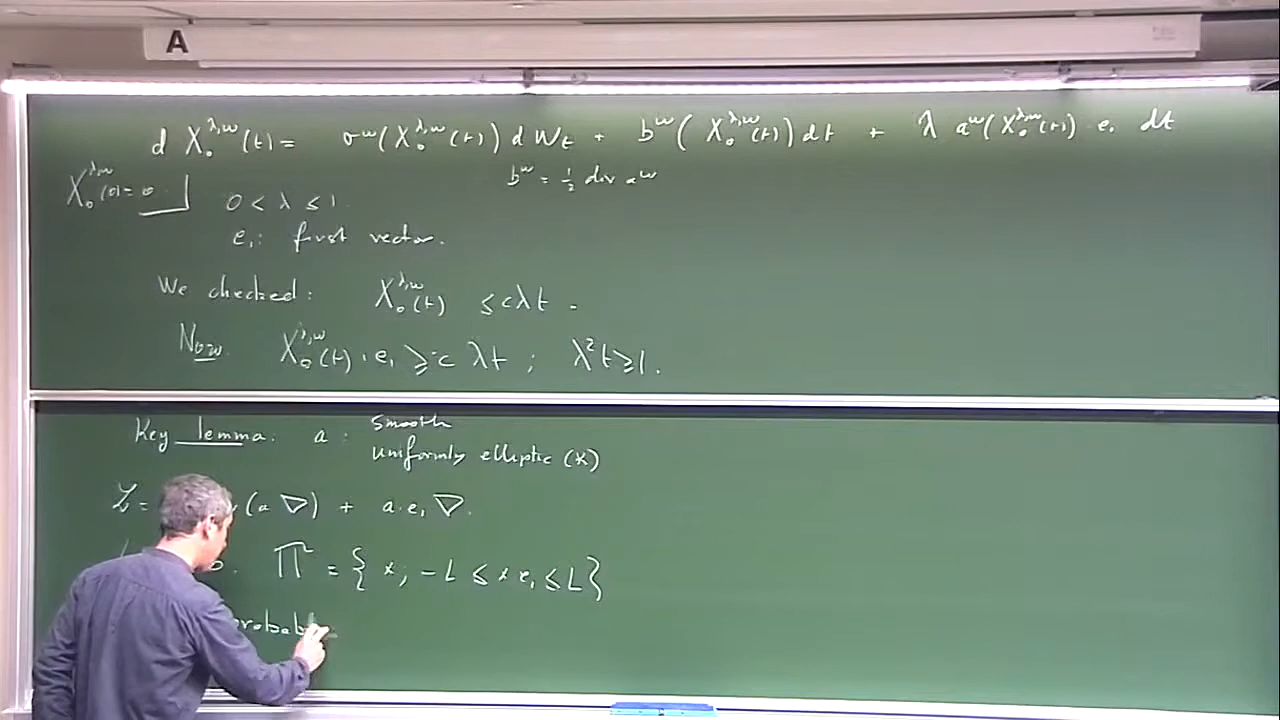 A
d X₀^{λ,ω}(t) = σ^ω(X₀^{λ,ω}(t)) d W_t + b^ω(X₀^{λ,ω}(t)) dt + λ a^ω(X₀^{λ,ω}(t)) · e₁ dt
b^ω = 1/2 div a^ω
X₀^{λ,ω}(0) = 0
0 < λ ≤ 1.
e₁: first vector.
We checked: X₀^{λ,ω}(t) ≤ cλt.
Now. X₀^{λ,ω}(t) · e₁ ≥ c λt ; λ²t ≥ 1.
Key lemma. a : smooth
uniformly elliptic (K)
ℒ = (a ∇) + a·e₁ ∇.
Π = { x ; -L ≤ x e₁ ≤ L }